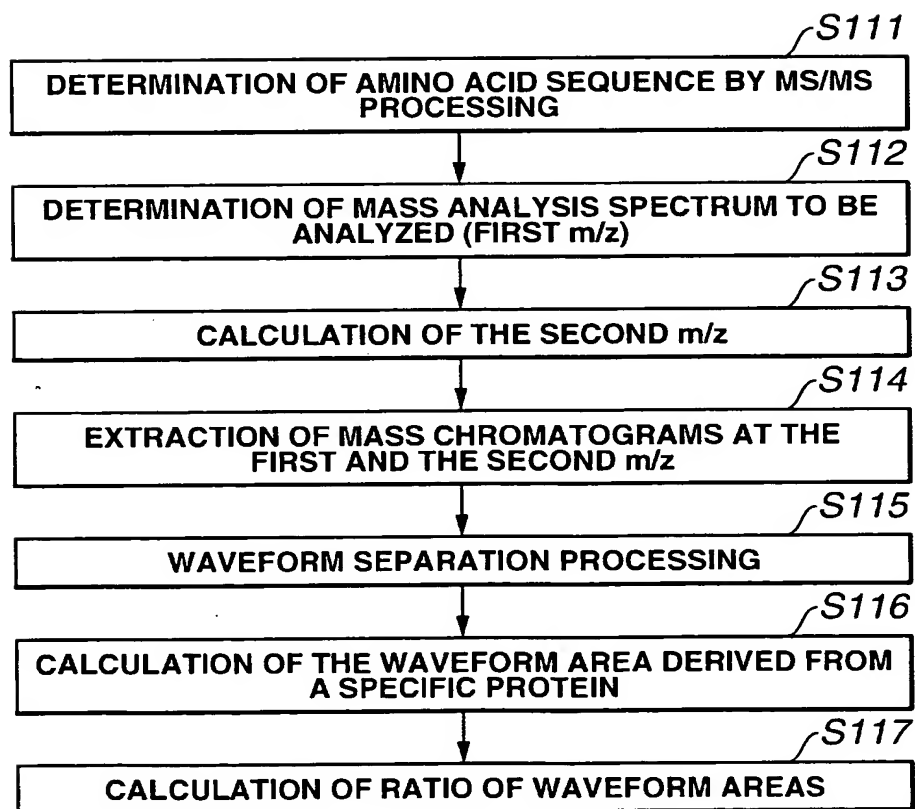 S111
DETERMINATION OF AMINO ACID SEQUENCE BY MS/MS
PROCESSING
S112
DETERMINATION OF MASS ANALYSIS SPECTRUM TO BE
ANALYZED (FIRST m/z)
S113
CALCULATION OF THE SECOND m/z
S114
EXTRACTION OF MASS CHROMATOGRAMS AT THE
FIRST AND THE SECOND m/z
S115
WAVEFORM SEPARATION PROCESSING
S116
CALCULATION OF THE WAVEFORM AREA DERIVED FROM
A SPECIFIC PROTEIN
S117
CALCULATION OF RATIO OF WAVEFORM AREAS